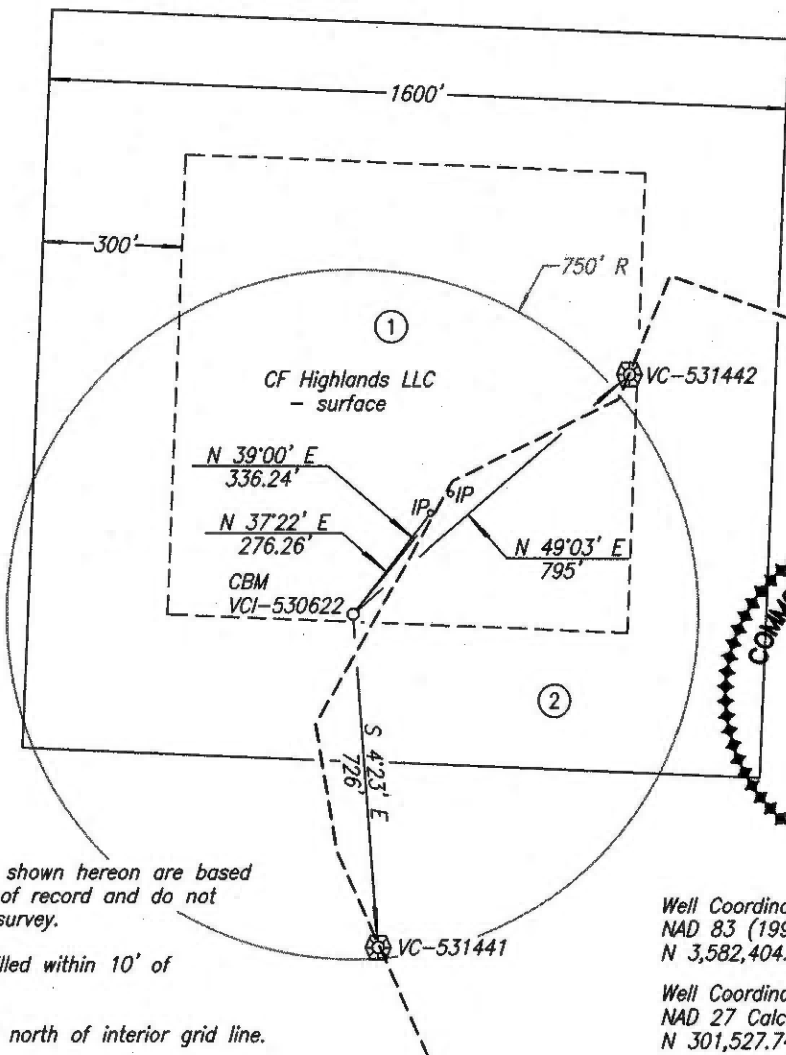 1600'
300'
750' R
1
CF Highlands LLC
- surface
VC-531442
N 39°00' E
336.24'
IP
IP
N 37°22' E
276.26'
N 49°03' E
795'
CBM
VCI-530622
2
S 4°23' E
726'
shown hereon are based
of record and do not
survey.
lled within 10' of
north of interior grid line.
VC-531441
Well Coordina
NAD 83 (199
N 3,582,404.
Well Coordina
NAD 27 Calc
N 301,527.74